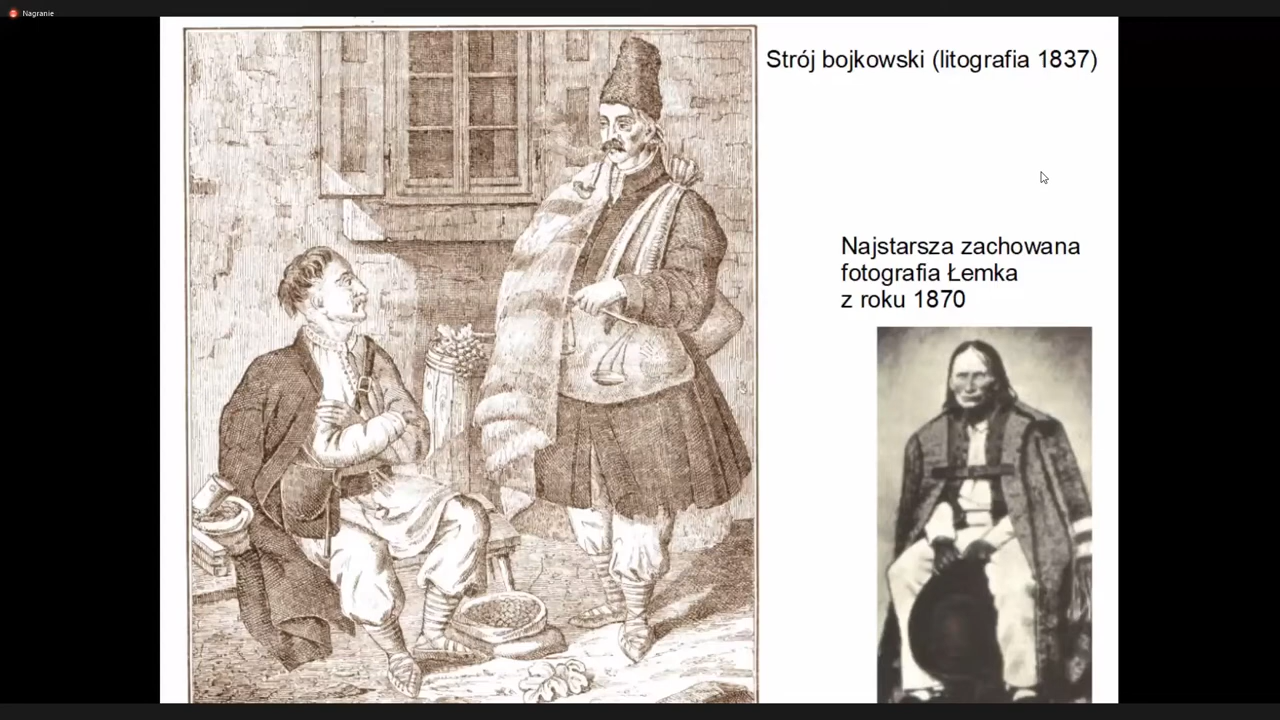 Nagranie
Strój bojkowski (litografia 1837)
Najstarsza zachowana
fotografia Łemka
z roku 1870